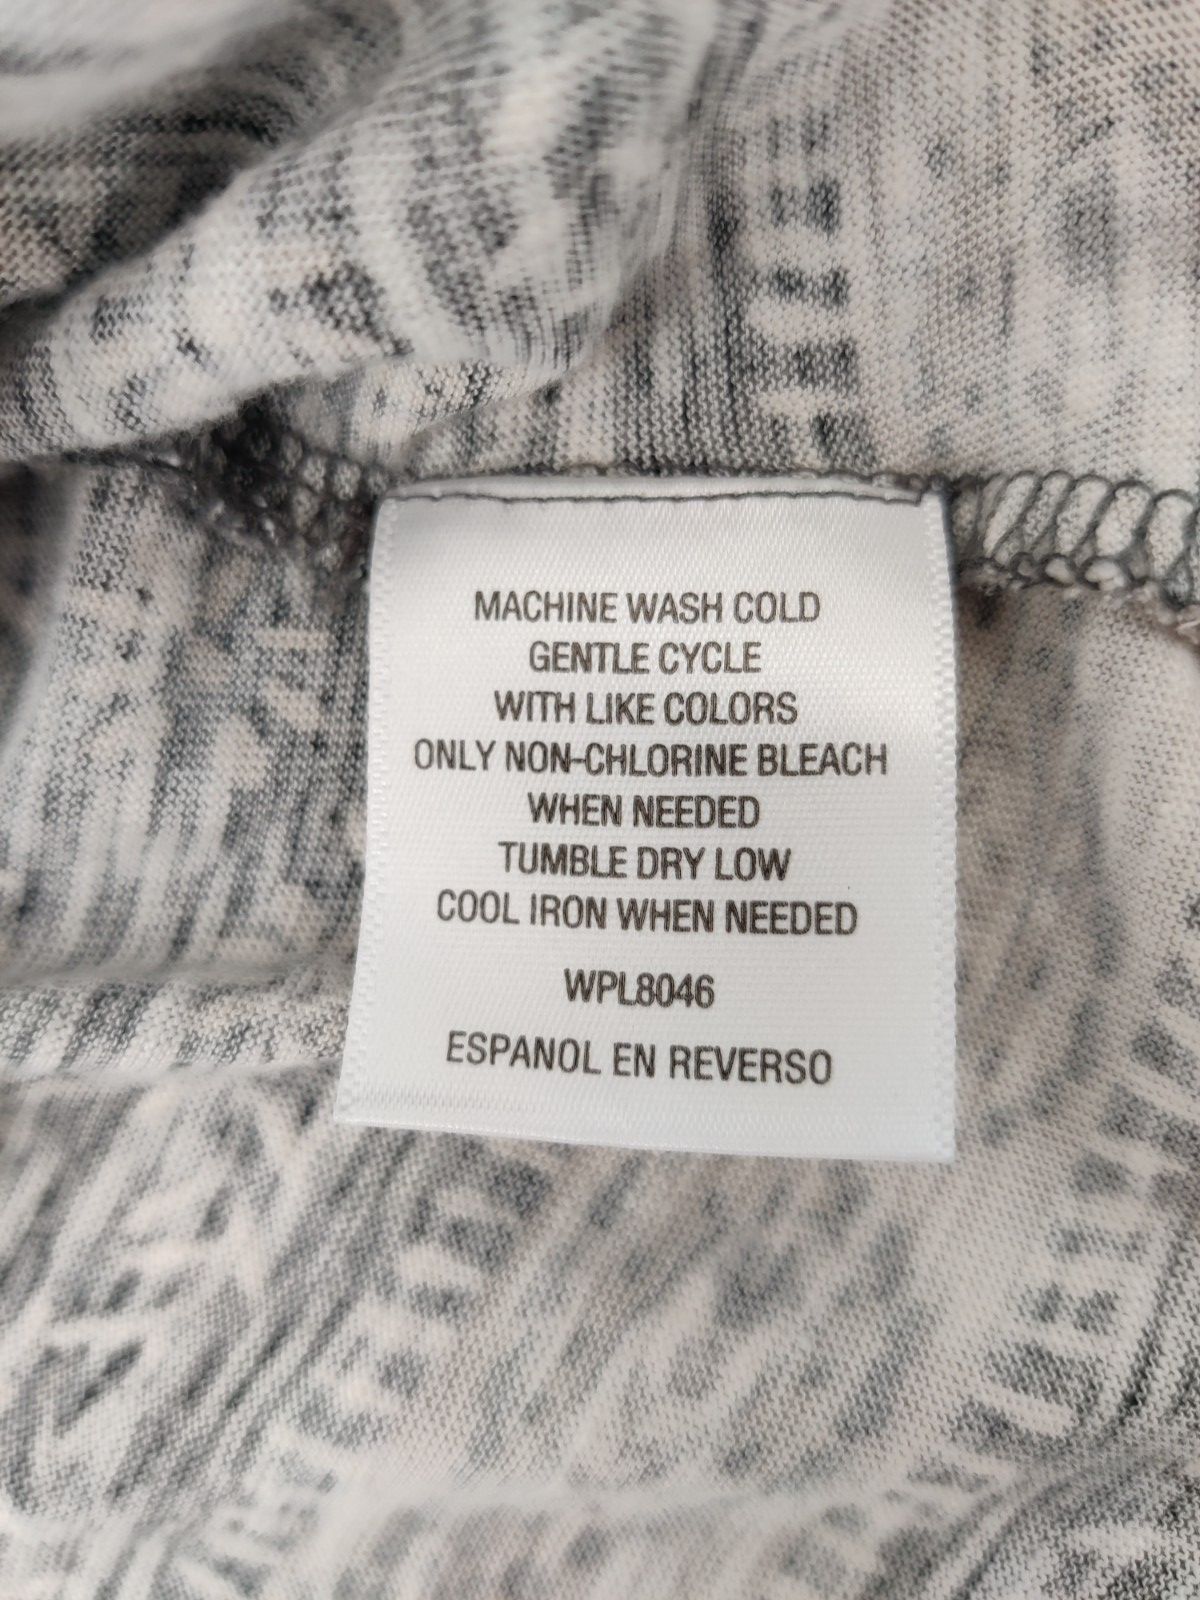 MACHINE WASH COLD
GENTLE CYCLE
WITH LIKE COLORS
ONLY NON-CHLORINE BLEACH
WHEN NEEDED
TUMBLE DRY LOW
COOL IRON WHEN NEEDED
WPL8046
ESPANOL EN REVERSO